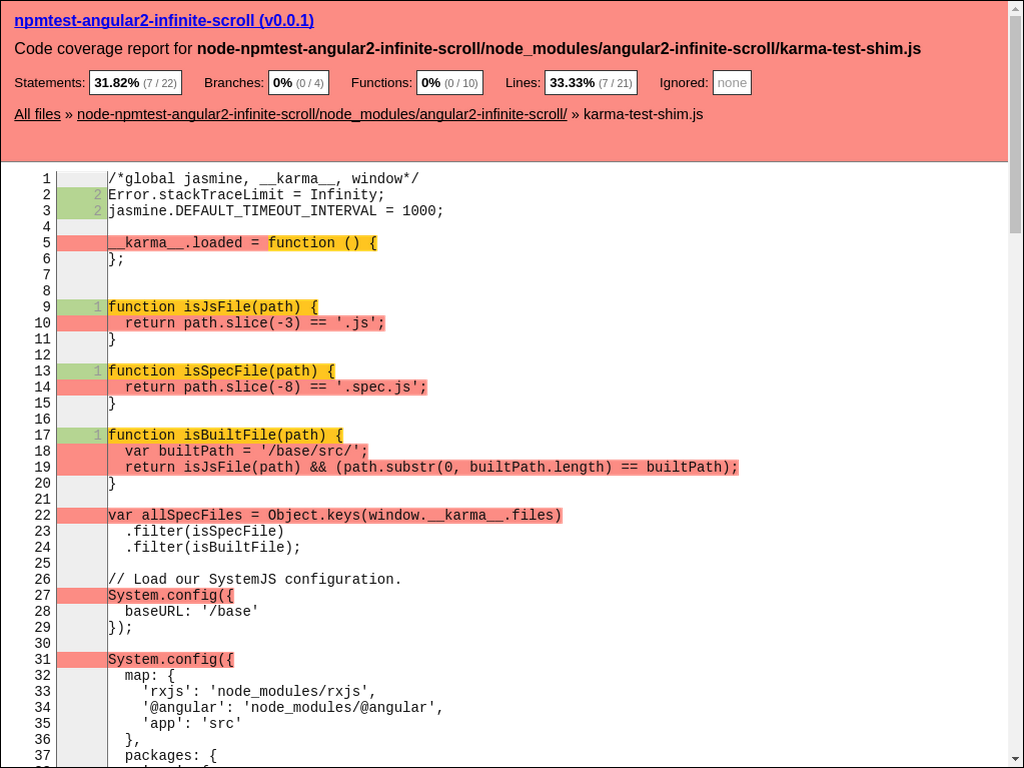 npmtest-angular2-infinite-scroll (v0.0.1)
Code coverage report for node-npmtest-angular2-infinite-scroll/node_modules/angular2-infinite-scroll/karma-test-shim.js
Statements: 31.82% (7 / 22) Branches: 0% (0 / 4) Functions: 0% (0 / 10) Lines: 33.33% (7 / 21) Ignored: none
All files » node-npmtest-angular2-infinite-scroll/node_modules/angular2-infinite-scroll/ » karma-test-shim.js
1 /*global jasmine, __karma__, window*/
2 2 Error.stackTraceLimit = Infinity;
3 2 jasmine.DEFAULT_TIMEOUT_INTERVAL = 1000;
4
5 __karma__.loaded = function () {
6 };
7
8
9 1 function isJsFile(path) {
10   return path.slice(-3) == '.js';
11 }
12
13 1 function isSpecFile(path) {
14   return path.slice(-8) == '.spec.js';
15 }
16
17 1 function isBuiltFile(path) {
18   var builtPath = '/base/src/';
19   return isJsFile(path) && (path.substr(0, builtPath.length) == builtPath);
20 }
21
22 var allSpecFiles = Object.keys(window.__karma__.files)
23   .filter(isSpecFile)
24   .filter(isBuiltFile);
25
26 // Load our SystemJS configuration.
27 System.config({
28   baseURL: '/base'
29 });
30
31 System.config({
32   map: {
33     'rxjs': 'node_modules/rxjs',
34     '@angular': 'node_modules/@angular',
35     'app': 'src'
36   },
37   packages: {